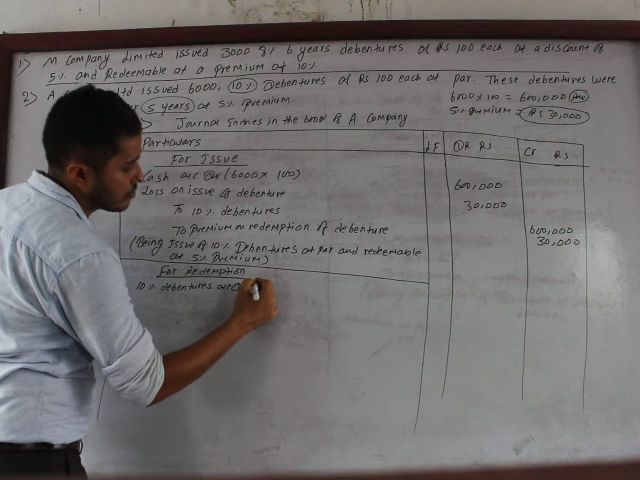 1) M Company Limited issued 3000 8% 6 years debentures of Rs 100 each at a discount of
5% and Redeemable at a premium of 10%
2) A ltd issued 6000, 10% Debentures of Rs 100 each at par. These debentures were
5 years at 5% premium.
6000 x 100 = 600,000
5% premium = Rs 30,000
Journal Entries in the book of A Company
Particulars LF DR RS Cr RS
For Issue
Cash a/c Dr (6000 x 100) 600,000
Loss on issue of debenture 30,000
To 10% debentures 600,000
To premium on redemption of debenture 30,000
(Being Issue of 10% Debentures at par and redeemable
at 5% Premium)
For Redemption
10% debentures a/c